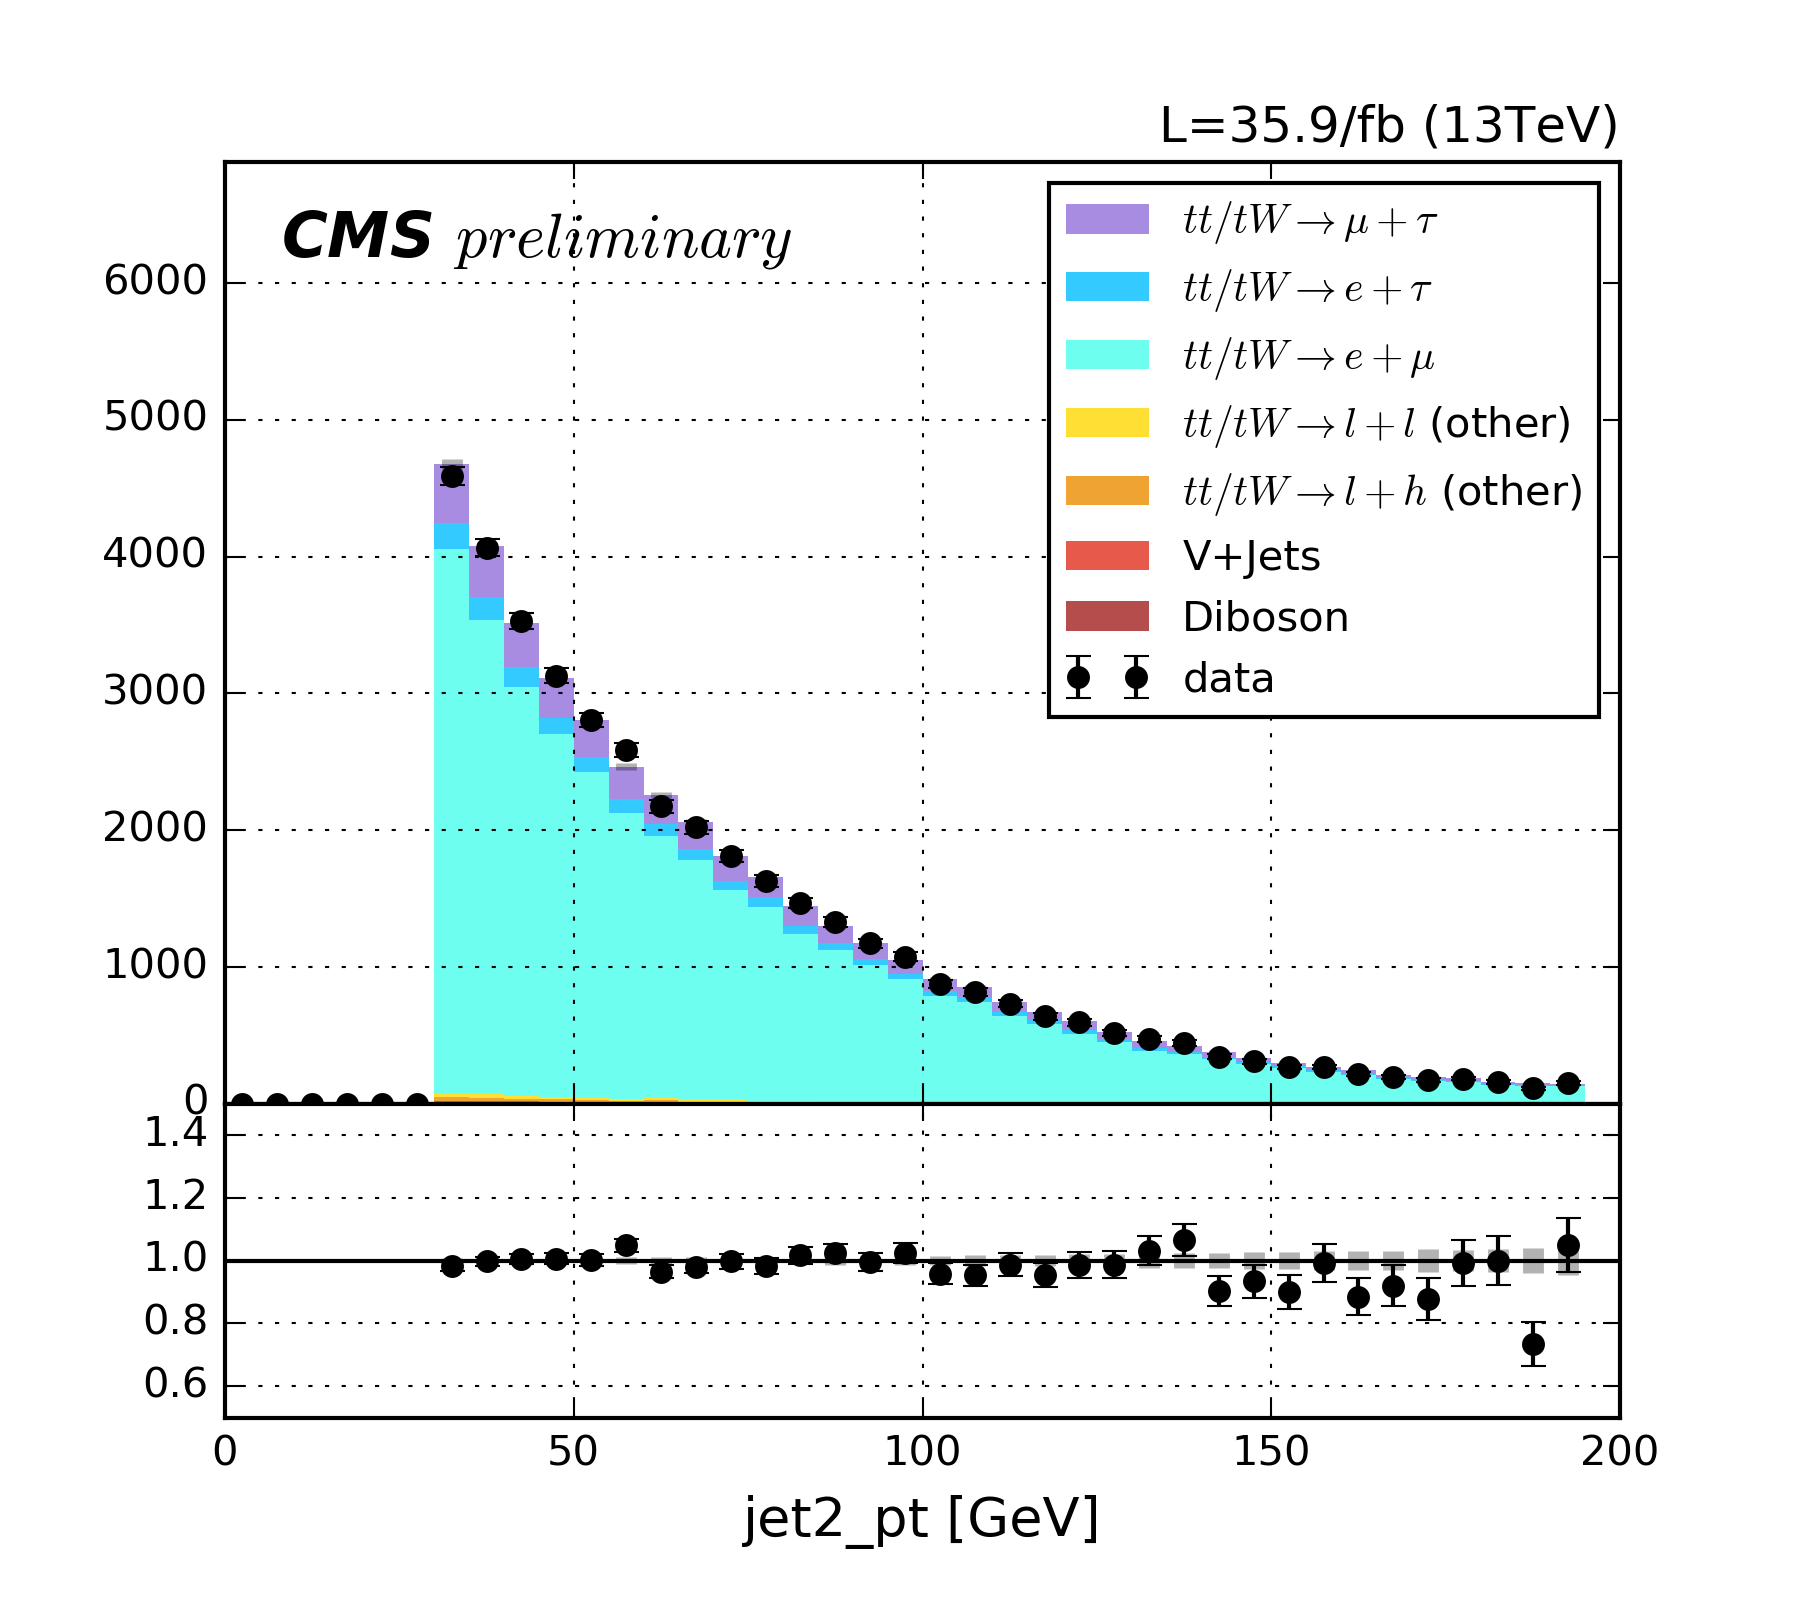 L=35.9/fb (13TeV)
CMS preliminary
tt/tW → μ + τ
tt/tW → e + τ
tt/tW → e + μ
tt/tW → l + l (other)
tt/tW → l + h (other)
V+Jets
Diboson
data
6000
5000
4000
3000
2000
1000
0
1.4
1.2
1.0
0.8
0.6
0 50 100 150 200
jet2_pt [GeV]